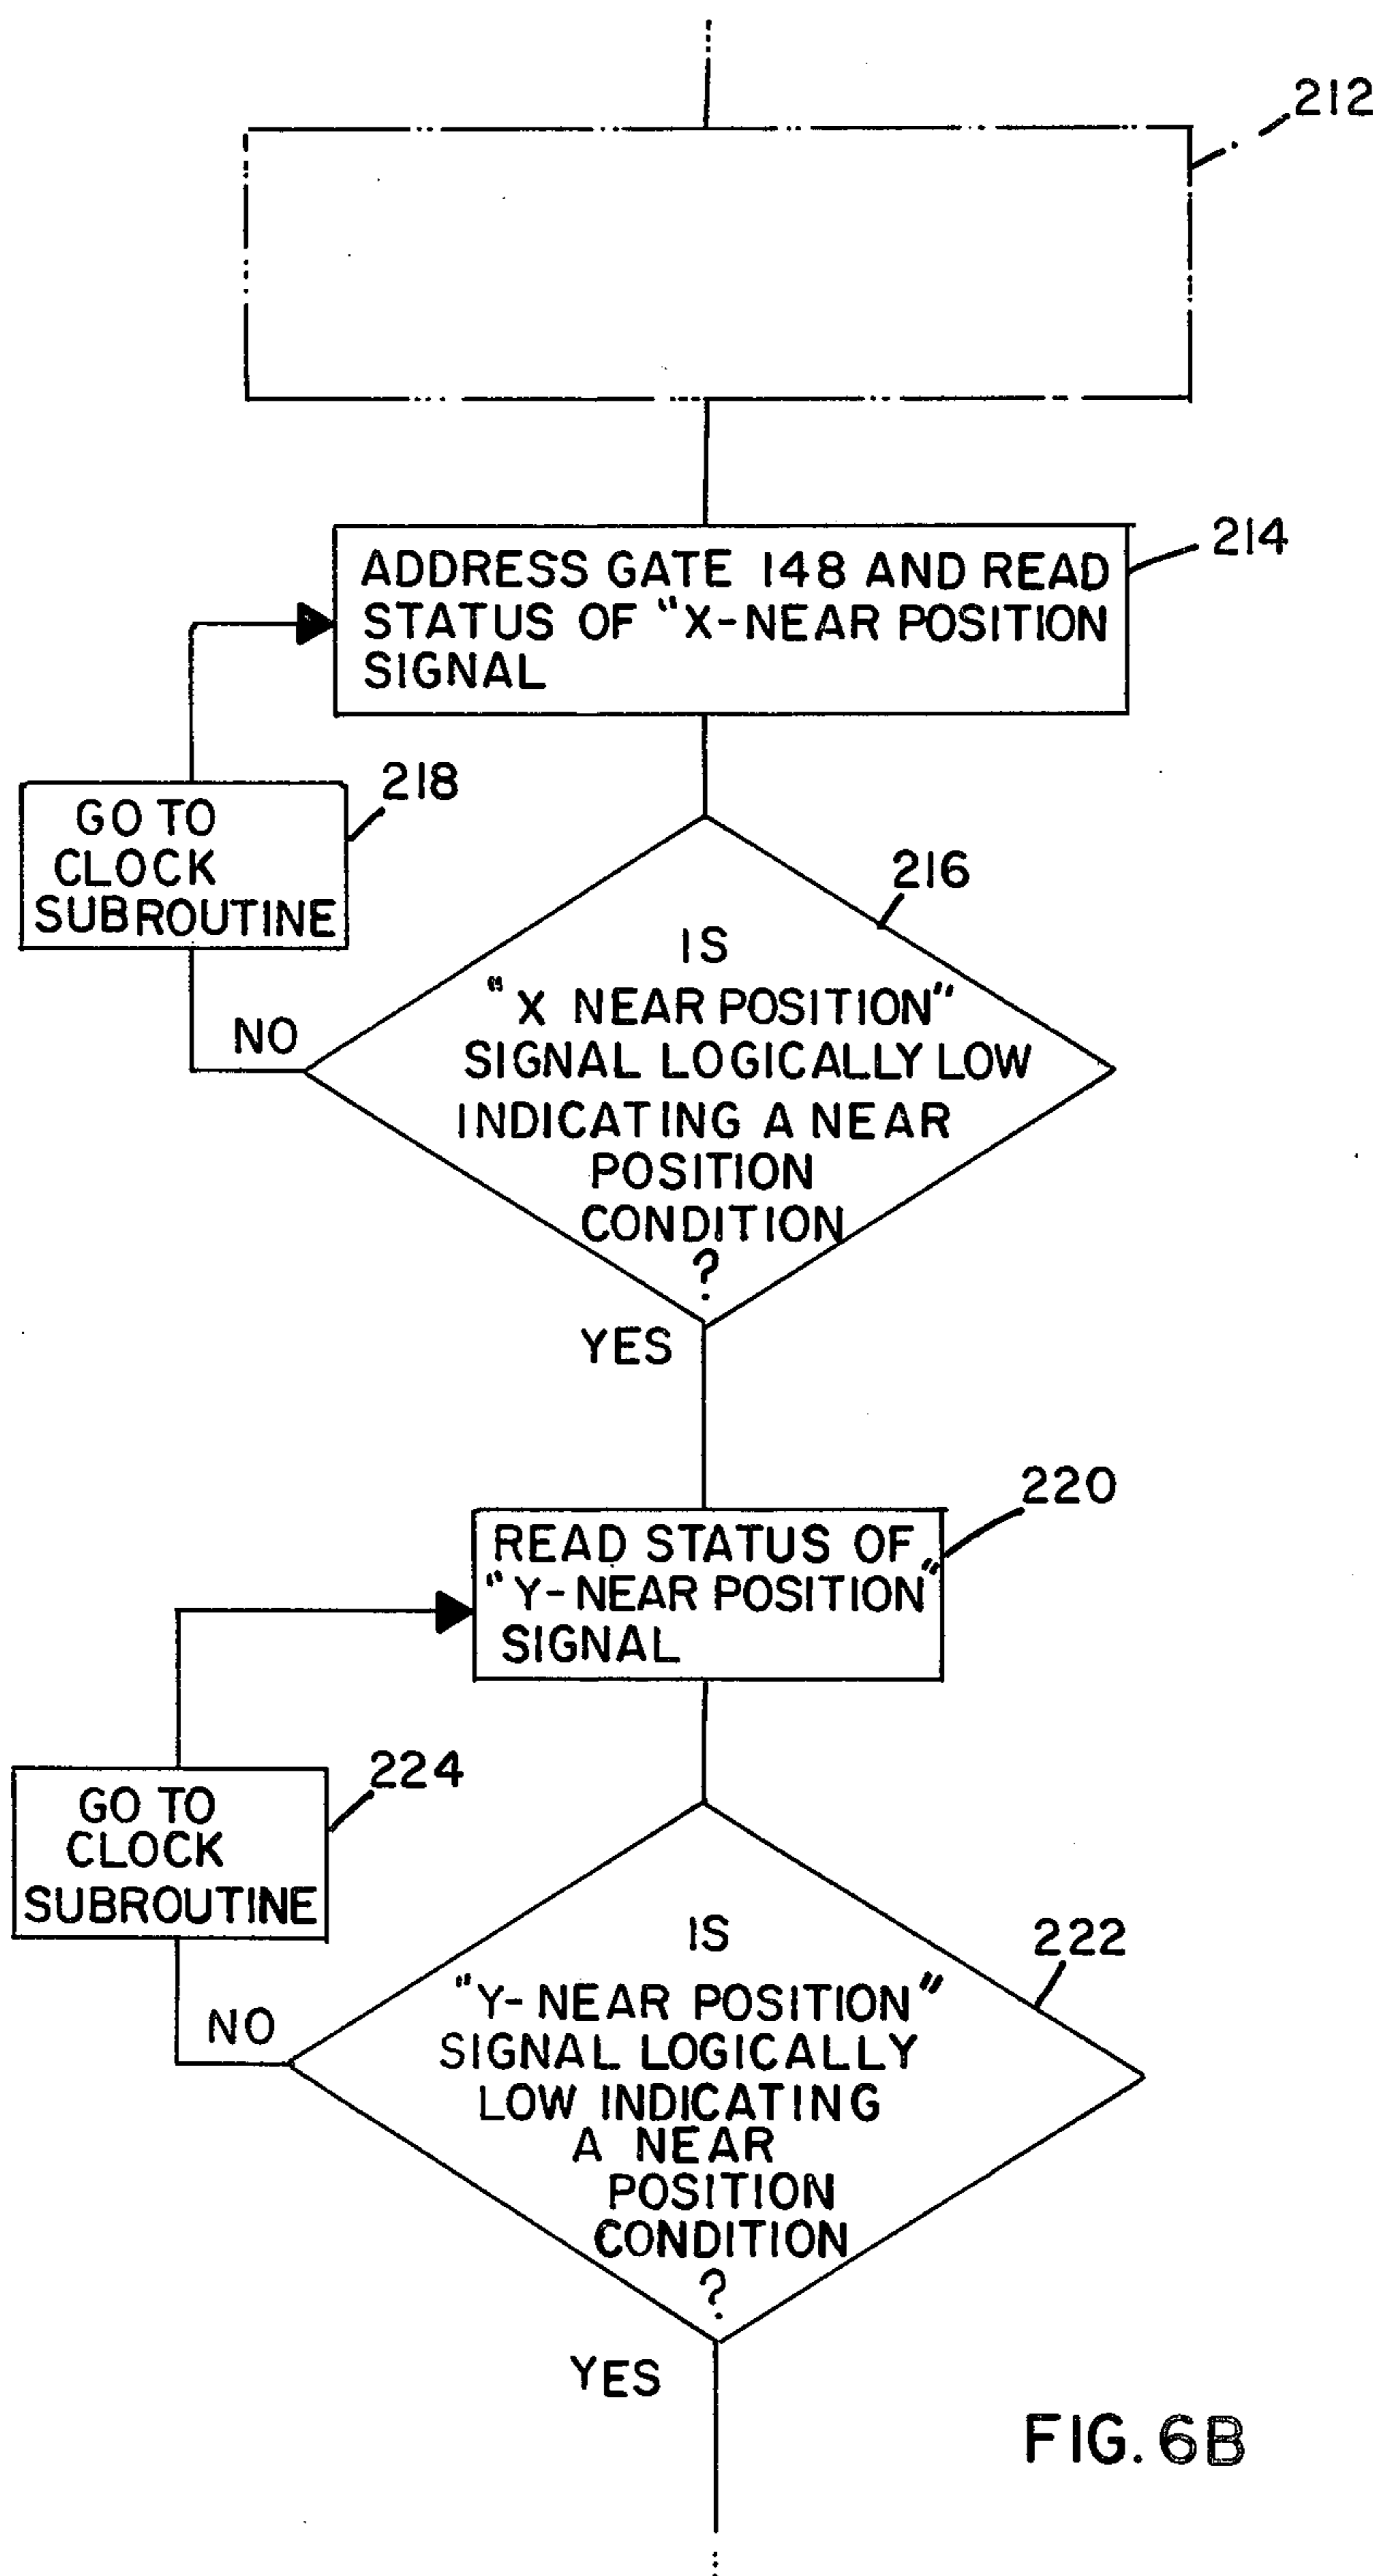 212
214
ADDRESS GATE 148 AND READ
STATUS OF "X-NEAR POSITION
SIGNAL
218
GO TO
CLOCK
SUBROUTINE
216
IS
"X NEAR POSITION"
SIGNAL LOGICALLY LOW
INDICATING A NEAR
POSITION
CONDITION
?
NO
YES
220
READ STATUS OF
"Y-NEAR POSITION"
SIGNAL
224
GO TO
CLOCK
SUBROUTINE
222
IS
"Y-NEAR POSITION"
SIGNAL LOGICALLY
LOW INDICATING
A NEAR
POSITION
CONDITION
?
NO
YES
FIG. 6B